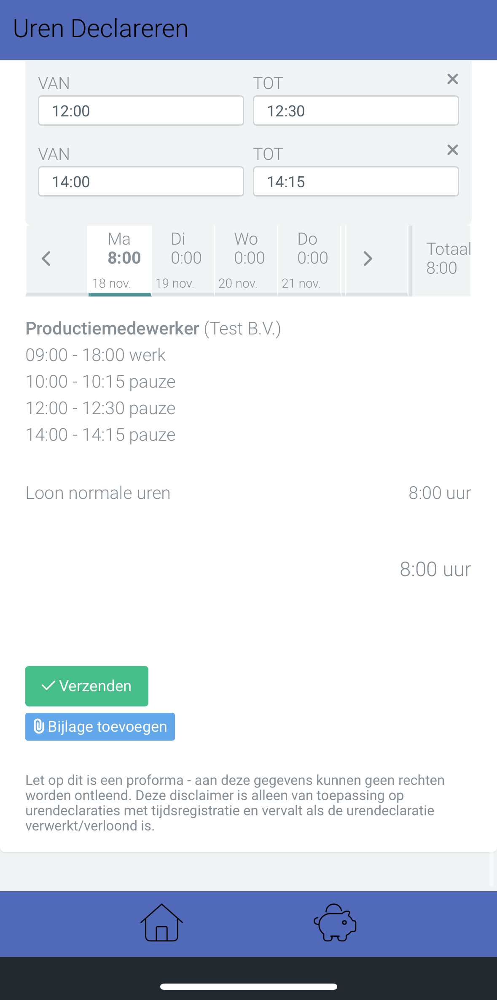 Uren Declareren
VAN TOT
12:00 12:30
VAN TOT
14:00 14:15
Ma Di Wo Do Totaal
8:00 0:00 0:00 0:00 8:00
18 nov. 19 nov. 20 nov. 21 nov.
Productiemedewerker (Test B.V.)
09:00 - 18:00 werk
10:00 - 10:15 pauze
12:00 - 12:30 pauze
14:00 - 14:15 pauze
Loon normale uren 8:00 uur
8:00 uur
Verzenden
Bijlage toevoegen
Let op dit is een proforma - aan deze gegevens kunnen geen rechten
worden ontleend. Deze disclaimer is alleen van toepassing op
urendeclaraties met tijdsregistratie en vervalt als de urendeclaratie
verwerkt/verloond is.